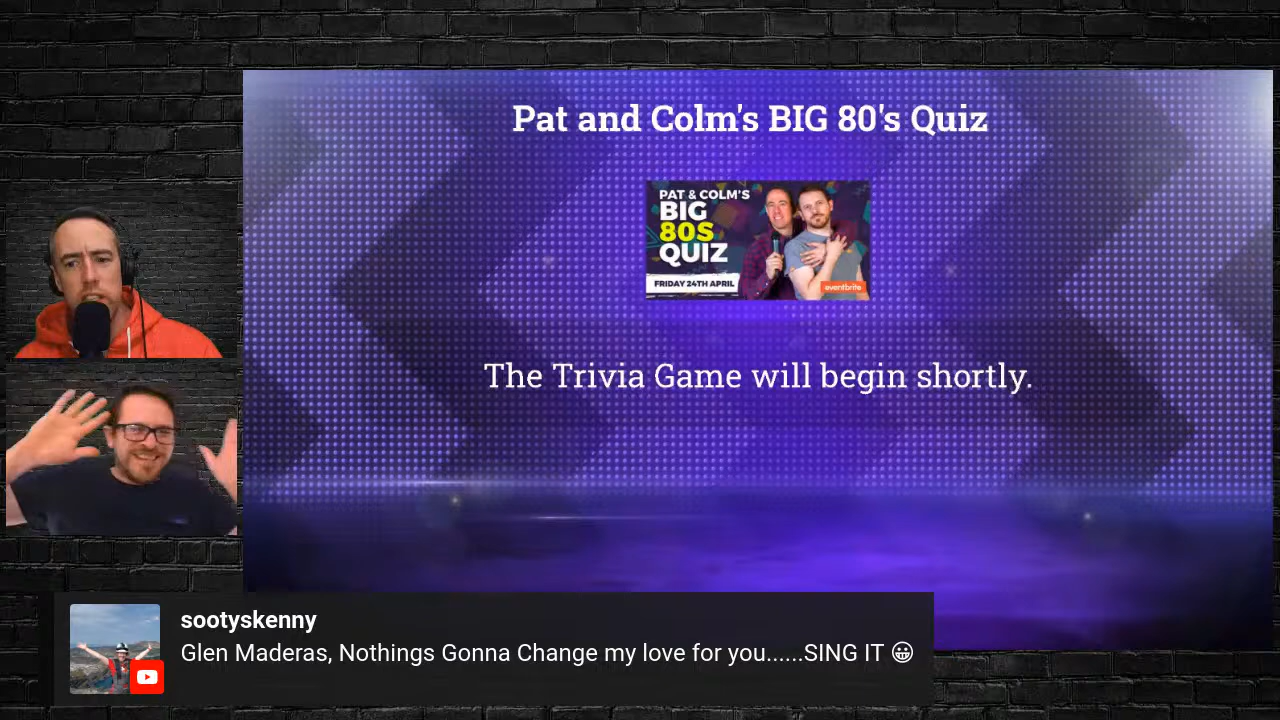 Pat and Colm's BIG 80's Quiz
PAT & COLM'S
BIG
80S
QUIZ
FRIDAY 24TH APRIL
eventbrite
The Trivia Game will begin shortly.
sootyskenny
Glen Maderas, Nothings Gonna Change my love for you......SING IT 😀